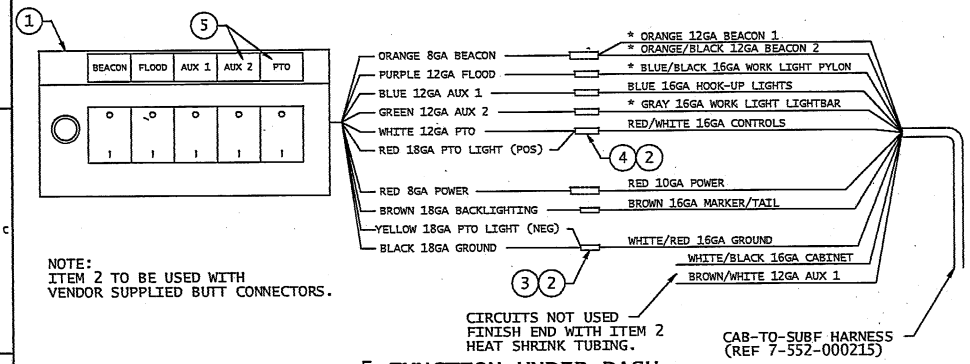 1
5
BEACON FLOOD AUX 1 AUX 2 PTO
ORANGE 8GA BEACON
PURPLE 12GA FLOOD
BLUE 12GA AUX 1
GREEN 12GA AUX 2
WHITE 12GA PTO
RED 18GA PTO LIGHT (POS)
RED 8GA POWER
BROWN 18GA BACKLIGHTING
YELLOW 18GA PTO LIGHT (NEG)
BLACK 18GA GROUND
* ORANGE 12GA BEACON 1
* ORANGE/BLACK 12GA BEACON 2
* BLUE/BLACK 16GA WORK LIGHT PYLON
BLUE 16GA HOOK-UP LIGHTS
* GRAY 16GA WORK LIGHT LIGHTBAR
RED/WHITE 16GA CONTROLS
4 2
RED 10GA POWER
BROWN 16GA MARKER/TAIL
WHITE/RED 16GA GROUND
WHITE/BLACK 16GA CABINET
BROWN/WHITE 12GA AUX 1
3 2
C
NOTE:
ITEM 2 TO BE USED WITH
VENDOR SUPPLIED BUTT CONNECTORS.
CIRCUITS NOT USED
FINISH END WITH ITEM 2
HEAT SHRINK TUBING.
CAB-TO-SUBF HARNESS
(REF 7-552-000215)
5 FUNCTION UNDER DASH